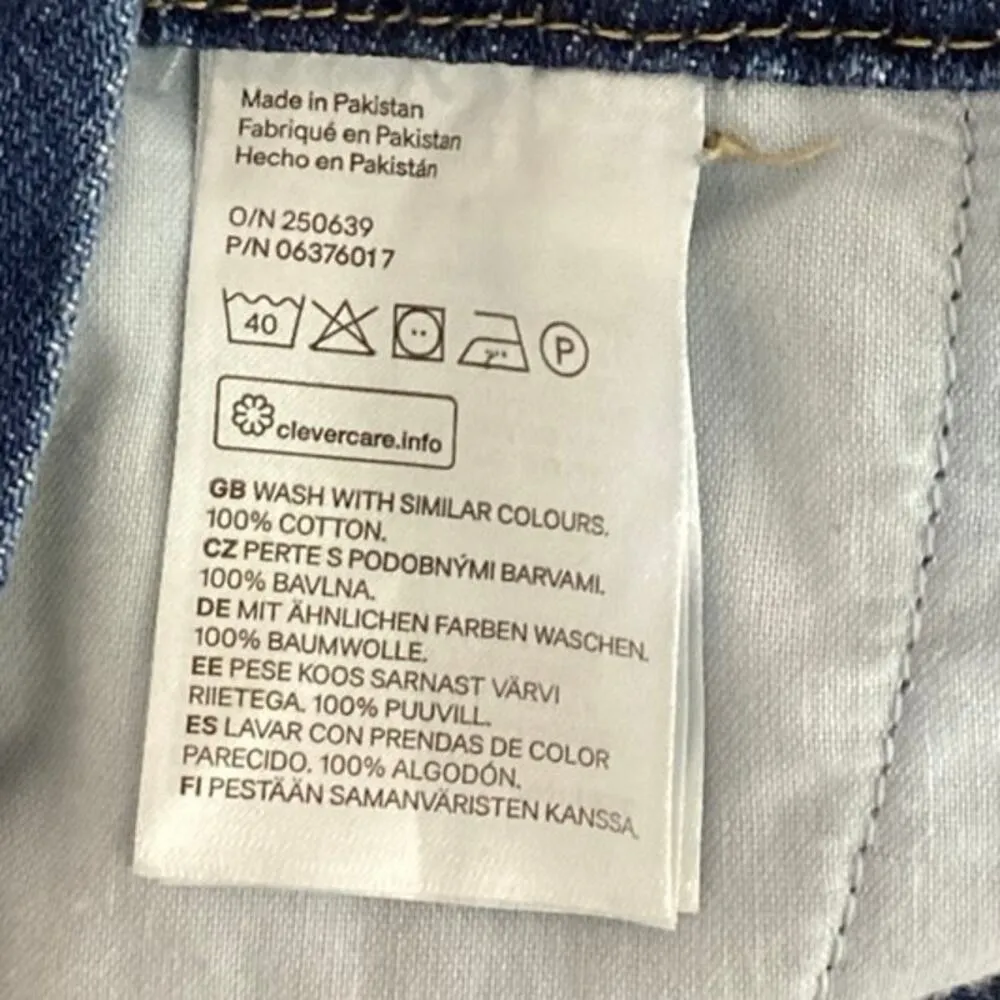 Made in Pakistan
Fabriqué en Pakistan
Hecho en Pakistán
O/N 250639
P/N 06376017
40 P
clevercare.info
GB WASH WITH SIMILAR COLOURS.
100% COTTON.
CZ PERTE S PODOBNÝMI BARVAMI.
100% BAVLNA.
DE MIT ÄHNLICHEN FARBEN WASCHEN.
100% BAUMWOLLE.
EE PESE KOOS SARNAST VÄRVI
RIIETEGA. 100% PUUVILL.
ES LAVAR CON PRENDAS DE COLOR
PARECIDO. 100% ALGODÓN.
FI PESTÄÄN SAMANVÄRISTEN KANSSA.